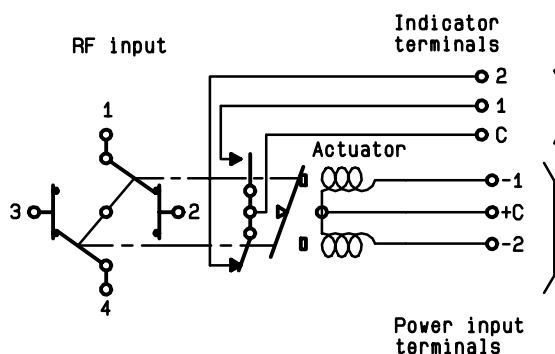 Indicator
terminals
RF input
2
1
C
1
Actuator
-1
3
2
+C
-2
4
Power input
terminals